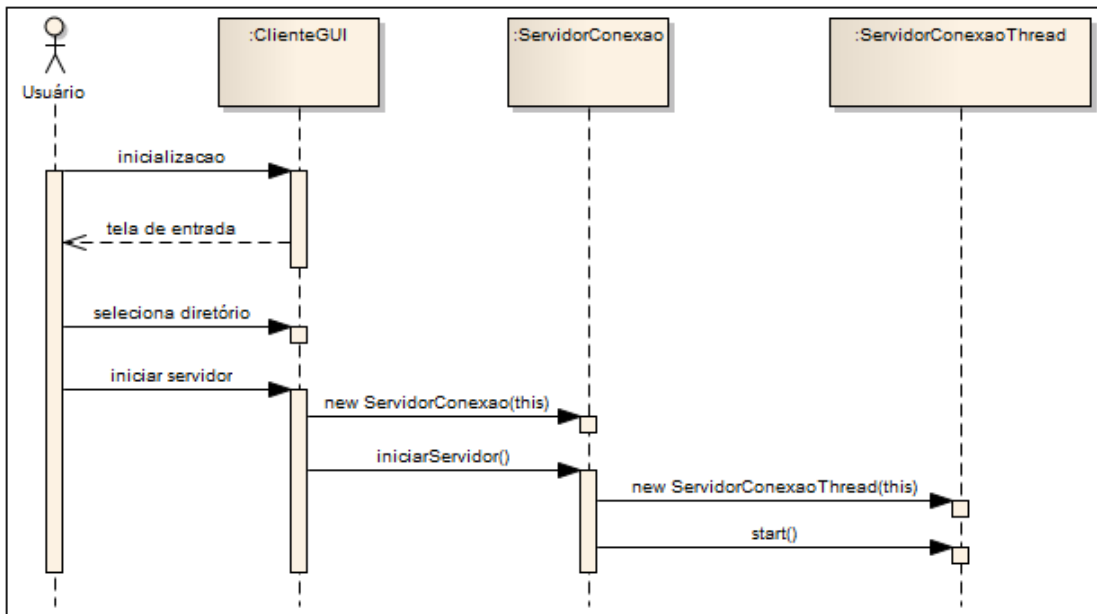 :ClienteGUI
:ServidorConexao
:ServidorConexaoThread
Usuário
inicializacao
tela de entrada
seleciona diretório
iniciar servidor
new ServidorConexao(this)
iniciarServidor()
new ServidorConexaoThread(this)
start()